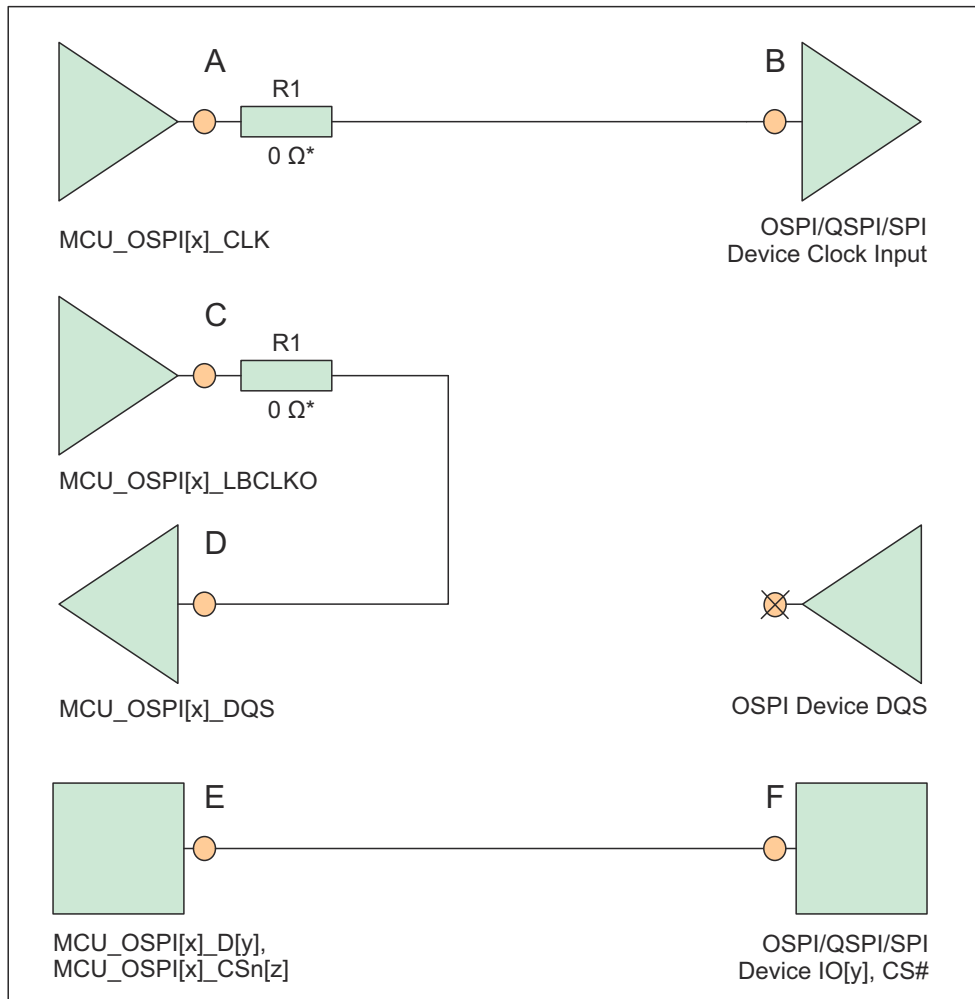 A
B
R1
0 Ω*
MCU_OSPI[x]_CLK
OSPI/QSPI/SPI
Device Clock Input
C
R1
0 Ω*
MCU_OSPI[x]_LBCLKO
D
MCU_OSPI[x]_DQS
OSPI Device DQS
E
F
MCU_OSPI[x]_D[y],
MCU_OSPI[x]_CSn[z]
OSPI/QSPI/SPI
Device IO[y], CS#